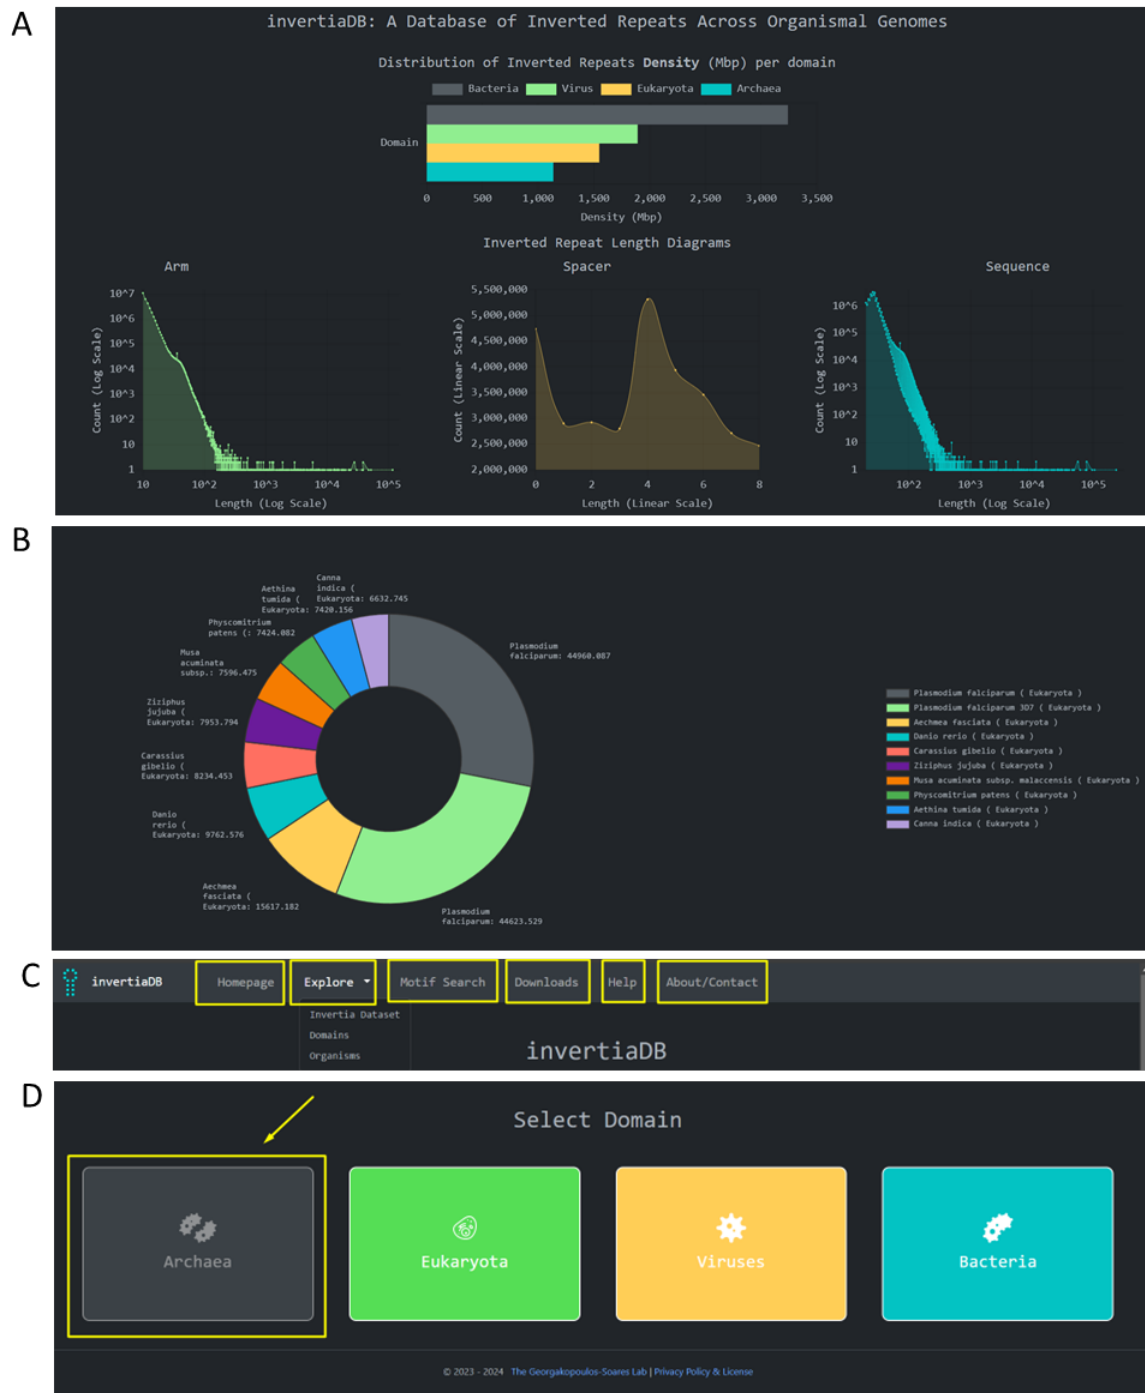 A
invertiaDB: A Database of Inverted Repeats Across Organismal Genomes
Distribution of Inverted Repeats Density (Mbp) per domain
Bacteria Virus Eukaryota Archaea
Domain
0 500 1,000 1,500 2,000 2,500 3,000 3,500
Density (Mbp)
Inverted Repeat Length Diagrams
Arm
Count (Log Scale)
10^7
10^6
10^5
10^4
10^3
10^2
10
1
10 10^2 10^3 10^4 10^5
Length (Log Scale)
Spacer
Count (Linear Scale)
5,500,000
5,000,000
4,500,000
4,000,000
3,500,000
3,000,000
2,500,000
2,000,000
0 2 4 6 8
Length (Linear Scale)
Sequence
Count (Log Scale)
10^6
10^5
10^4
10^3
10^2
10
1
10^2 10^3 10^4 10^5
Length (Log Scale)
B
Canna
indica (
Eukaryota: 6632.745
Aethina
tumida (
Eukaryota: 7420.156
Physcomitrium
patens (: 7424.082
Musa
acuminata
subsp.: 7596.475
Ziziphus
jujuba (
Eukaryota: 7953.794
Carassius
gibelio (
Eukaryota: 8234.453
Danio
rerio (
Eukaryota: 9762.576
Aechmea
fasciata (
Eukaryota: 15617.182
Plasmodium
falciparum: 44623.529
Plasmodium
falciparum: 44960.087
Plasmodium falciparum ( Eukaryota )
Plasmodium falciparum 3D7 ( Eukaryota )
Aechmea fasciata ( Eukaryota )
Danio rerio ( Eukaryota )
Carassius gibelio ( Eukaryota )
Ziziphus jujuba ( Eukaryota )
Musa acuminata subsp. malaccensis ( Eukaryota )
Physcomitrium patens ( Eukaryota )
Aethina tumida ( Eukaryota )
Canna indica ( Eukaryota )
C
invertiaDB Homepage Explore Motif Search Downloads Help About/Contact
Invertia Dataset
Domains
Organisms
invertiaDB
D
Select Domain
Archaea Eukaryota Viruses Bacteria
© 2023 - 2024 The Georgakopoulos-Soares Lab | Privacy Policy & License